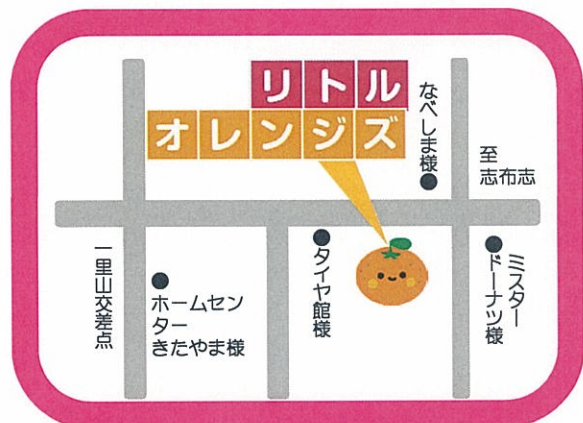 リトル
オレンジズ
なべしま様
至
志布志
一里山交差点
ホームセン
ター
きたやま様
タイヤ館様
ミスター
ドーナツ様